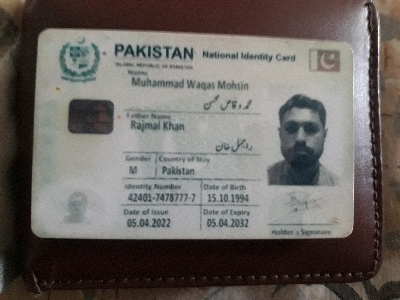 PAKISTAN National Identity Card
ISLAMIC REPUBLIC OF PAKISTAN
Name
Muhammad Waqas Mohsin
Father Name
Rajmal Khan
Gender Country of Stay
M Pakistan
Identity Number Date of Birth
42401-7478777-7 15.10.1994
Date of Issue Date of Expiry
05.04.2022 05.04.2032
Holder's Signature